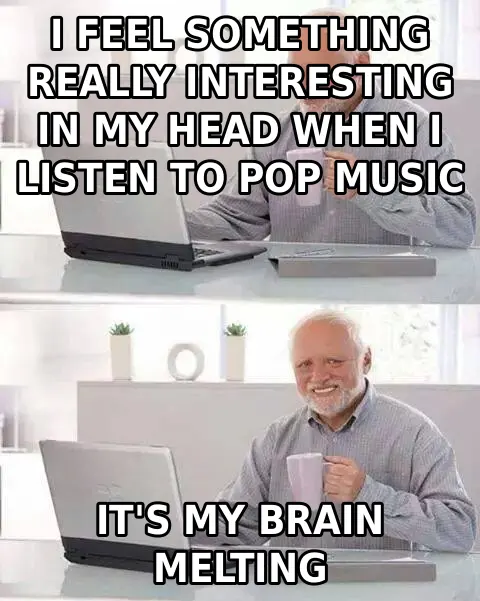 I FEEL SOMETHING
REALLY INTERESTING
IN MY HEAD WHEN I
LISTEN TO POP MUSIC
IT'S MY BRAIN
MELTING